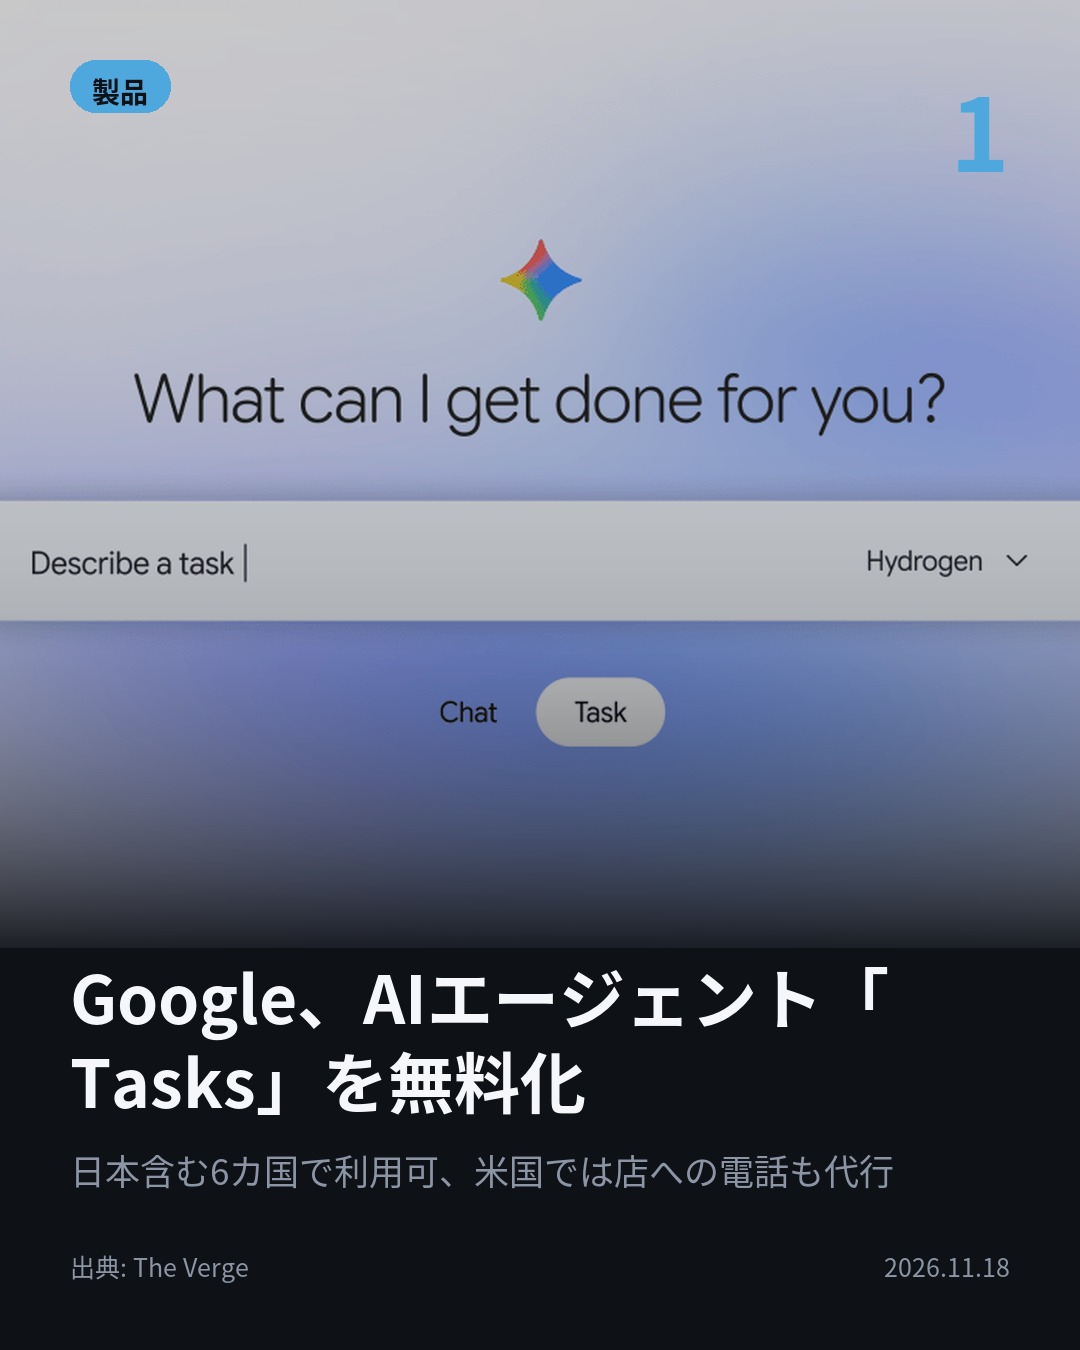 製品
1
What can I get done for you?
Describe a task
Hydrogen
Chat
Task
Google、AIエージェント「
Tasks」を無料化
日本含む6カ国で利用可、米国では店への電話も代行
出典: The Verge
2026.11.18